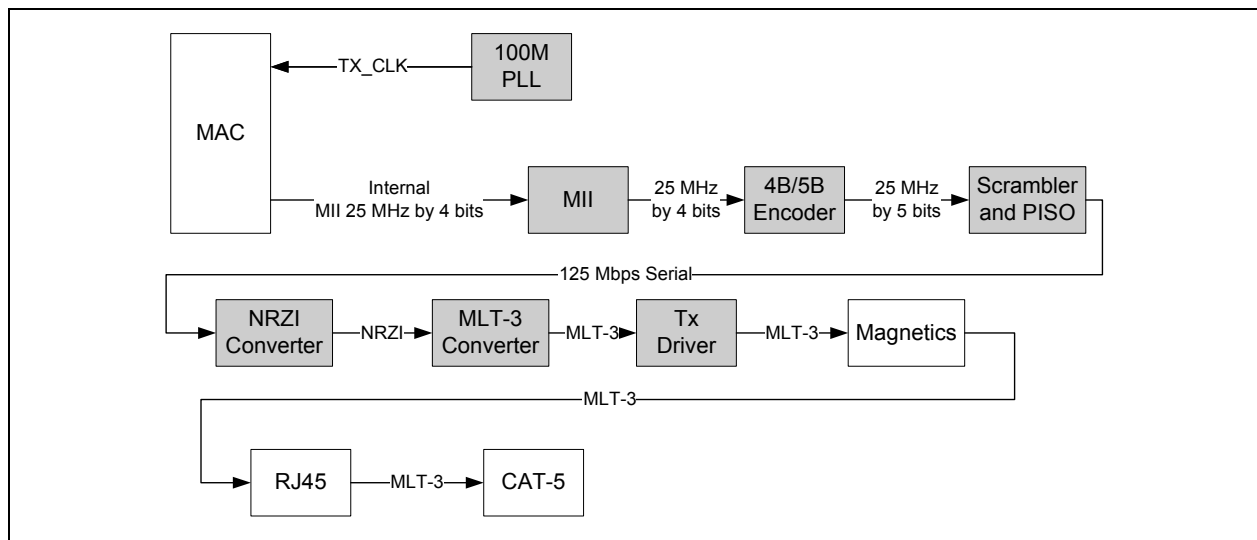 100M
PLL
TX_CLK
MAC
Internal
MII 25 MHz by 4 bits
MII
25 MHz
by 4 bits
4B/5B
Encoder
25 MHz
by 5 bits
Scrambler
and PISO
125 Mbps Serial
NRZI
Converter
NRZI
MLT-3
Converter
MLT-3
Tx
Driver
MLT-3
Magnetics
MLT-3
RJ45
MLT-3
CAT-5